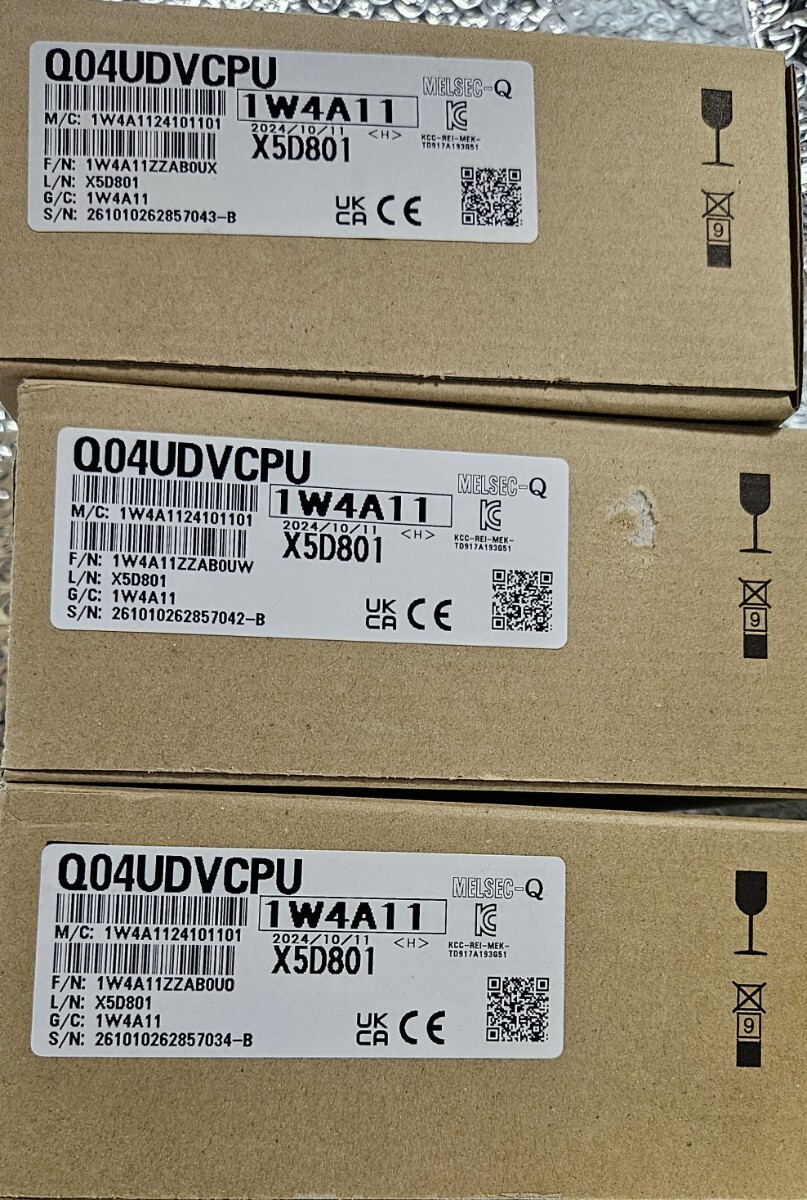 Q04UDVCPU
MELSEC-Q
M/C: 1W4A1124101101
1W4A11
2024/10/11 <H>
KCC-REI-MEK-
TD917A193G51
X5D801
F/N: 1W4A11ZZAB0UX
L/N: X5D801
G/C: 1W4A11
S/N: 261010262857043-B
UK
CA CE
9
Q04UDVCPU
MELSEC-Q
M/C: 1W4A1124101101
1W4A11
2024/10/11 <H>
KCC-REI-MEK-
TD917A193G51
X5D801
F/N: 1W4A11ZZAB0UW
L/N: X5D801
G/C: 1W4A11
S/N: 261010262857042-B
UK
CA CE
9
Q04UDVCPU
MELSEC-Q
M/C: 1W4A1124101101
1W4A11
2024/10/11 <H>
KCC-REI-MEK-
TD917A193G51
X5D801
F/N: 1W4A11ZZAB0U0
L/N: X5D801
G/C: 1W4A11
S/N: 261010262857034-B
UK
CA CE
9